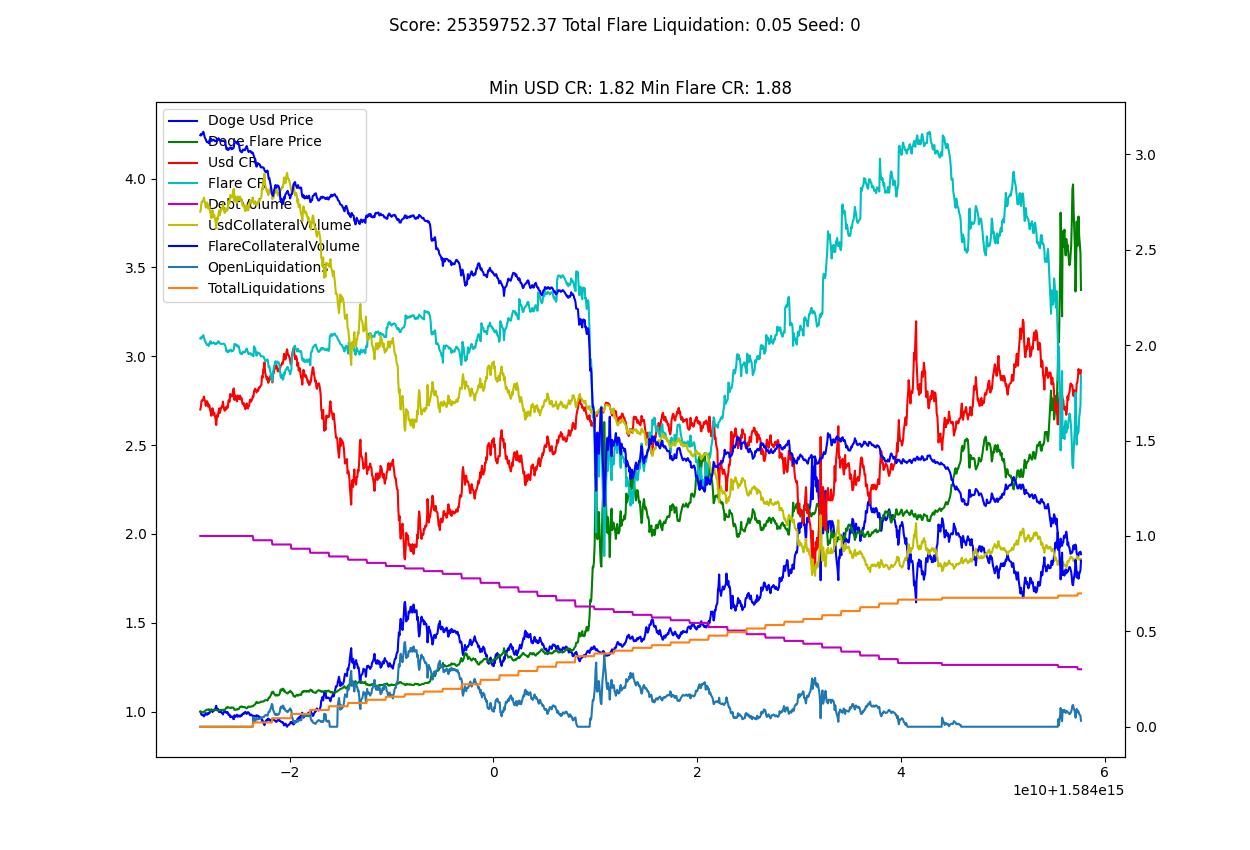 Score: 25359752.37 Total Flare Liquidation: 0.05 Seed: 0
Min USD CR: 1.82 Min Flare CR: 1.88
Doge Usd Price
Doge Flare Price
Usd CR
Flare CR
DebtVolume
UsdCollateralVolume
FlareCollateralVolume
OpenLiquidations
TotalLiquidations
4.0
3.5
3.0
2.5
2.0
1.5
1.0
3.0
2.5
2.0
1.5
1.0
0.5
0.0
−2
0
2
4
6
1e10+1.584e15